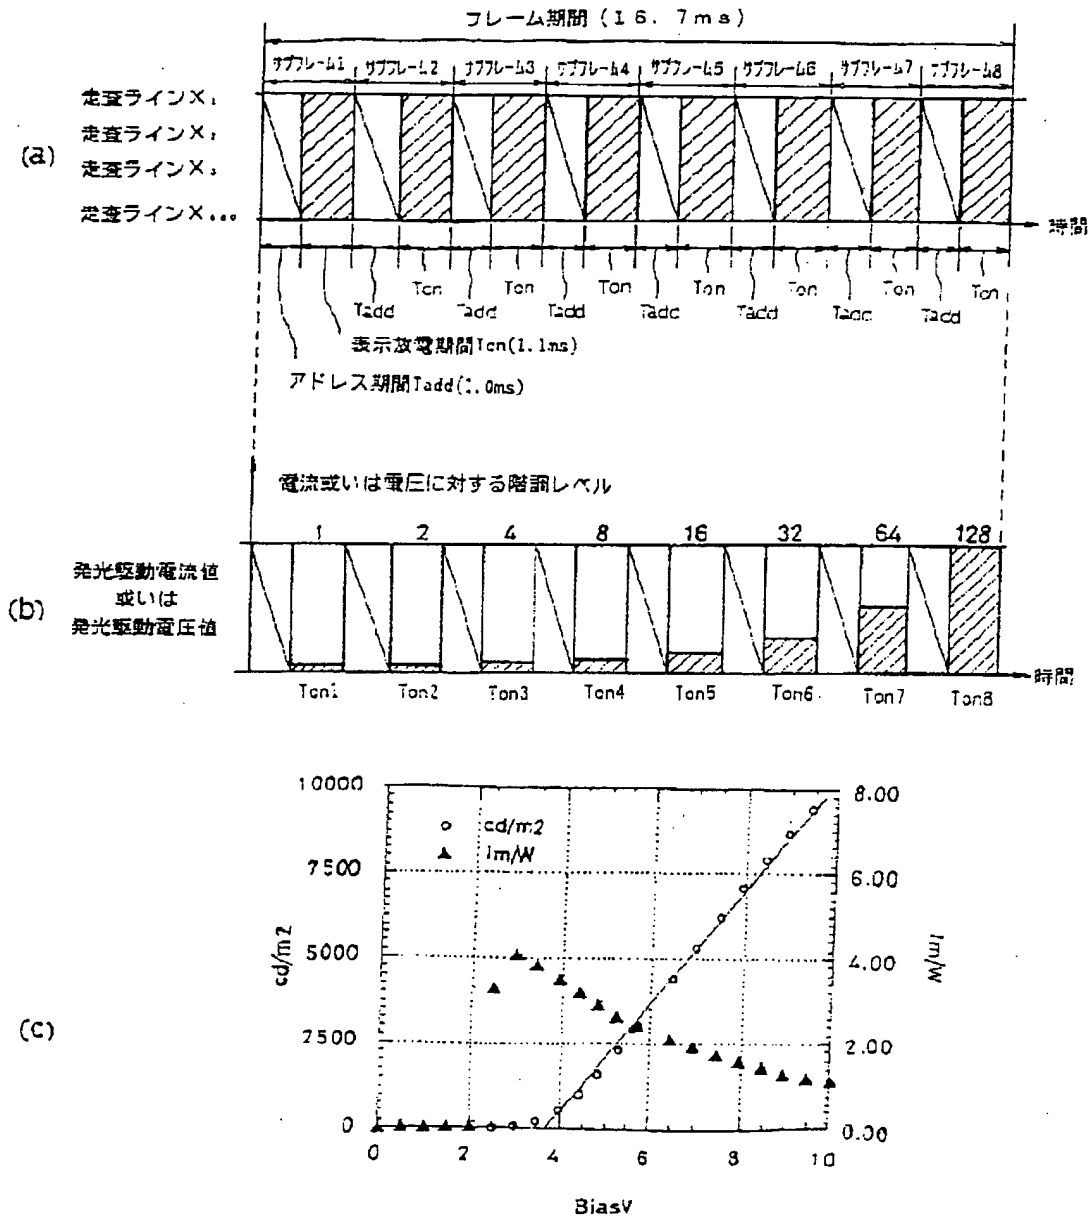 フレーム期間 (16. 7ms)
サブフレーム1 サブフレーム2 サブフレーム3 サブフレーム4 サブフレーム5 サブフレーム6 サブフレーム7 サブフレーム8
(a)
走査ラインX
走査ラインX
走査ラインX
走査ラインX
時間
Ton Ton Ton Ton Ton Ton Ton
Tadd Tadd Tadd Tadd Tadd Tadd Tadd
表示放電期間Ton(1.1ms)
アドレス期間Tadd
電流或いは電圧に対する階調レベル
1 2 4 8 16 32 64 128
(b)
発光駆動電流値
或いは
発光駆動電圧値
時間
Ton1 Ton2 Ton3 Ton4 Ton5 Ton6 Ton7 Ton8
(c)
10000
7500
5000
2500
0
cd/m2
cd/m2
lm/W
8.00
6.00
4.00
2.00
0.00
lm/W
0 2 4 6 8 10
BiasV